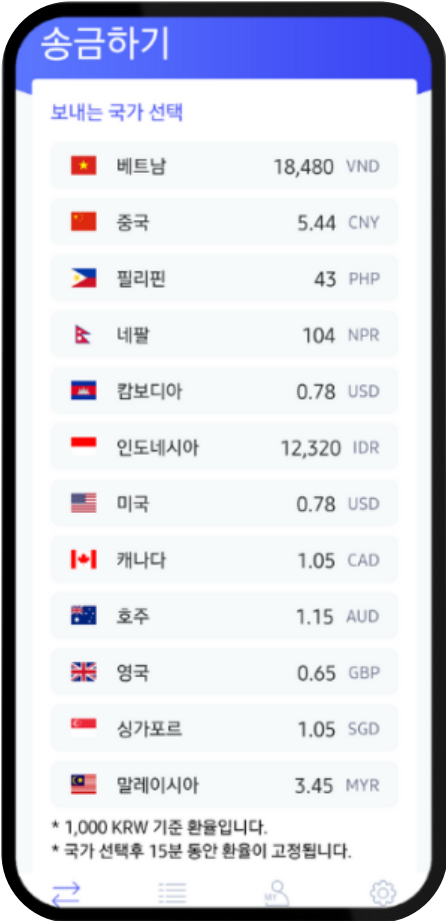 송금하기
보내는 국가 선택
베트남 18,480 VND
중국 5.44 CNY
필리핀 43 PHP
네팔 104 NPR
캄보디아 0.78 USD
인도네시아 12,320 IDR
미국 0.78 USD
캐나다 1.05 CAD
호주 1.15 AUD
영국 0.65 GBP
싱가포르 1.05 SGD
말레이시아 3.45 MYR
* 1,000 KRW 기준 환율입니다.
* 국가 선택후 15분 동안 환율이 고정됩니다.
MY